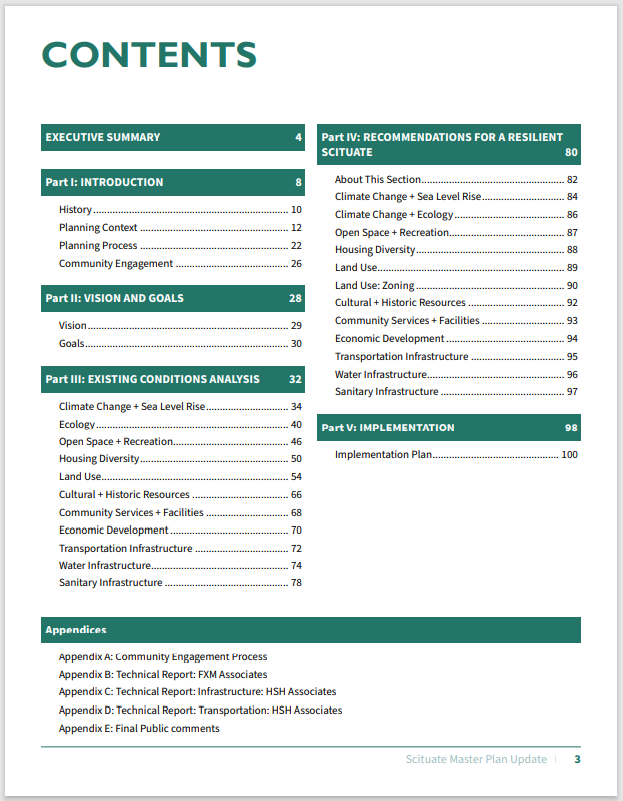 CONTENTS
EXECUTIVE SUMMARY 4
Part I: INTRODUCTION 8
History 10
Planning Context 12
Planning Process 22
Community Engagement 26
Part II: VISION AND GOALS 28
Vision 29
Goals 30
Part III: EXISTING CONDITIONS ANALYSIS 32
Climate Change + Sea Level Rise 34
Ecology 40
Open Space + Recreation 46
Housing Diversity 50
Land Use 54
Cultural + Historic Resources 66
Community Services + Facilities 68
Economic Development 70
Transportation Infrastructure 72
Water Infrastructure 74
Sanitary Infrastructure 78
Part IV: RECOMMENDATIONS FOR A RESILIENT
SCITUATE 80
About This Section 82
Climate Change + Sea Level Rise 84
Climate Change + Ecology 86
Open Space + Recreation 87
Housing Diversity 88
Land Use 89
Land Use: Zoning 90
Cultural + Historic Resources 92
Community Services + Facilities 93
Economic Development 94
Transportation Infrastructure 95
Water Infrastructure 96
Sanitary Infrastructure 97
Part V: IMPLEMENTATION 98
Implementation Plan 100
Appendices
Appendix A: Community Engagement Process
Appendix B: Technical Report: FXM Associates
Appendix C: Technical Report: Infrastructure: HSH Associates
Appendix D: Technical Report: Transportation: HSH Associates
Appendix E: Final Public comments
Scituate Master Plan Update | 3